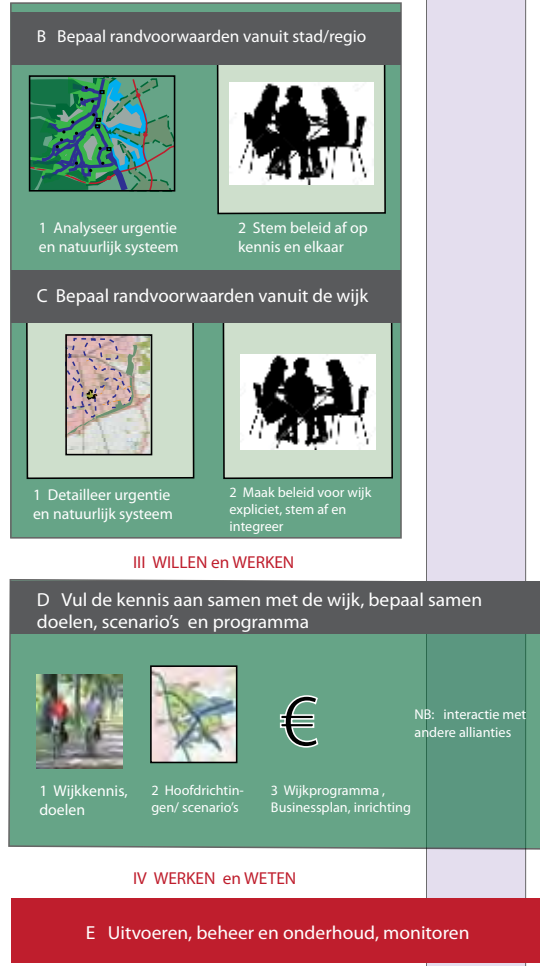 B Bepaal randvoorwaarden vanuit stad/regio
1 Analyseer urgentie
en natuurlijk systeem
2 Stem beleid af op
kennis en elkaar
C Bepaal randvoorwaarden vanuit de wijk
1 Detailleer urgentie
en natuurlijk systeem
2 Maak beleid voor wijk
expliciet, stem af en
integreer
III WILLEN en WERKEN
D Vul de kennis aan samen met de wijk, bepaal samen
doelen, scenario's en programma
€
NB: interactie met
andere allianties
1 Wijkkennis,
doelen
2 Hoofdrichtin-
gen/ scenario's
3 Wijkprogramma ,
Businessplan, inrichting
IV WERKEN en WETEN
E Uitvoeren, beheer en onderhoud, monitoren